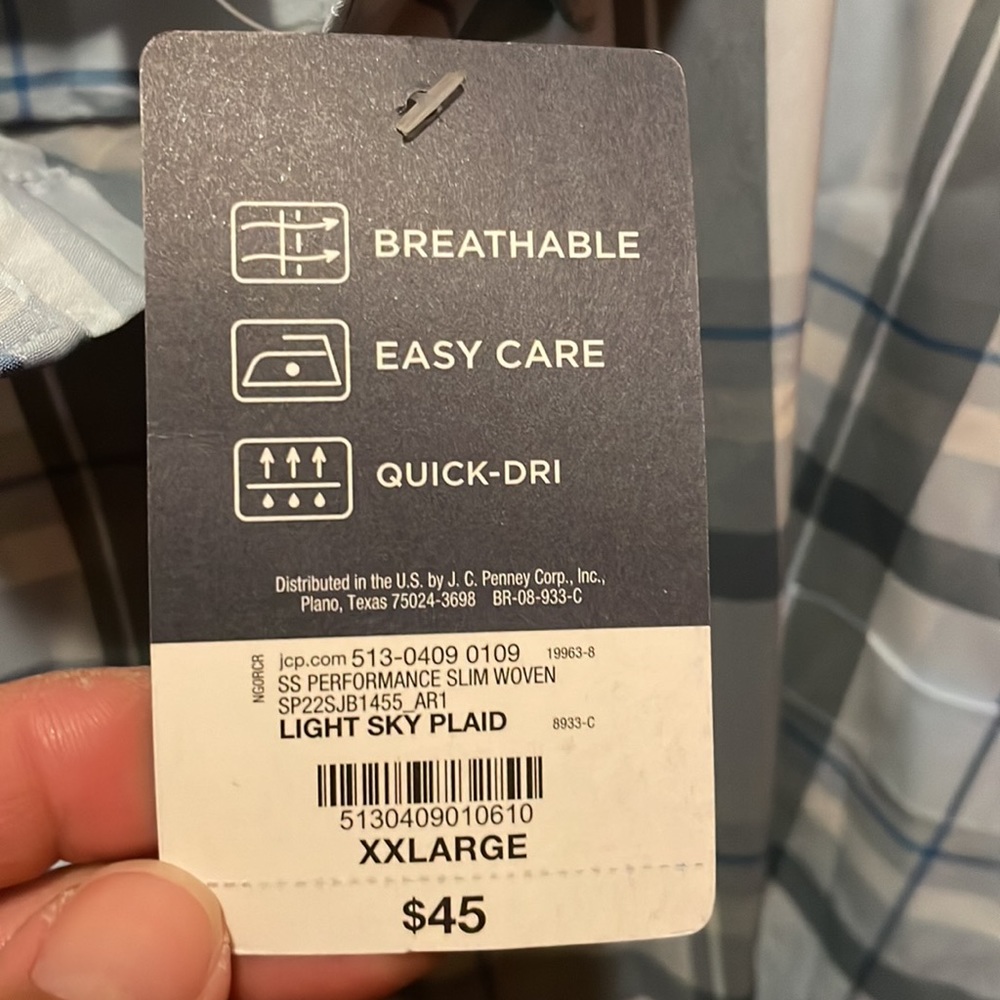 BREATHABLE
EASY CARE
QUICK-DRI
Distributed in the U.S. by J. C. Penney Corp., Inc.,
Plano, Texas 75024-3698 BR-08-933-C
NGORCR
jcp.com 513-0409 0109 19963-8
SS PERFORMANCE SLIM WOVEN
SP22SJB1455_AR1
LIGHT SKY PLAID 8933-C
5130409010610
XXLARGE
$45